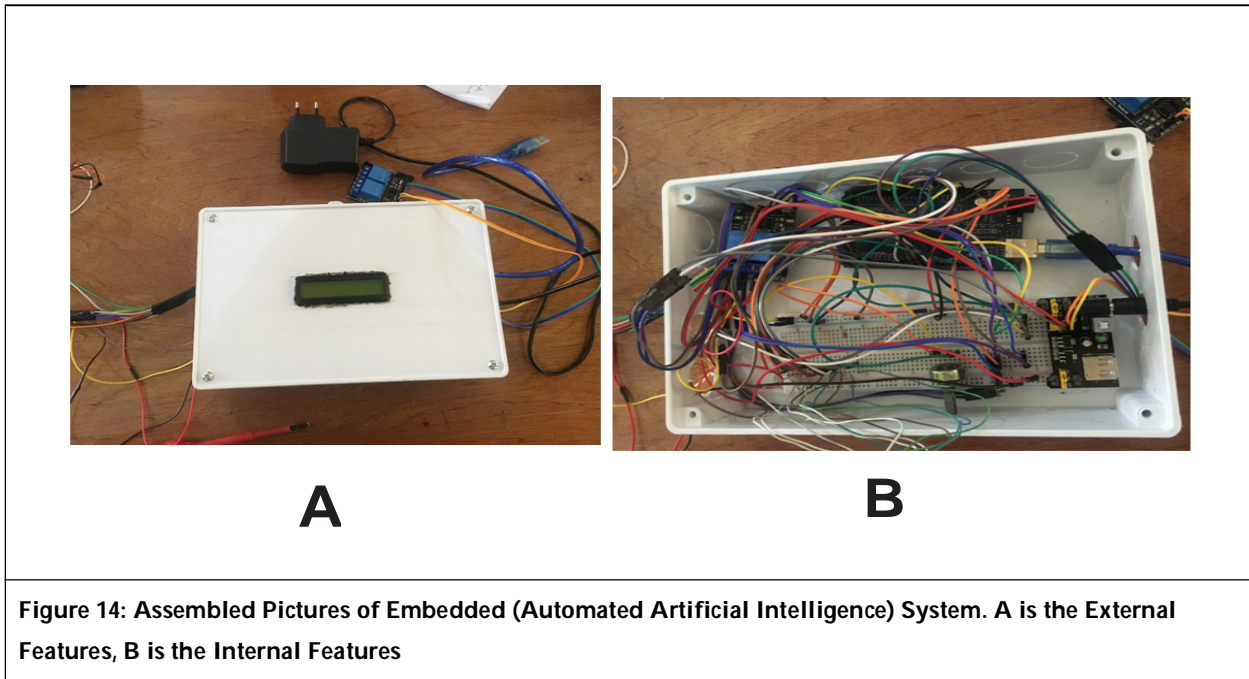 A
B
Figure 14: Assembled Pictures of Embedded (Automated Artificial Intelligence) System. A is the External
Features, B is the Internal Features